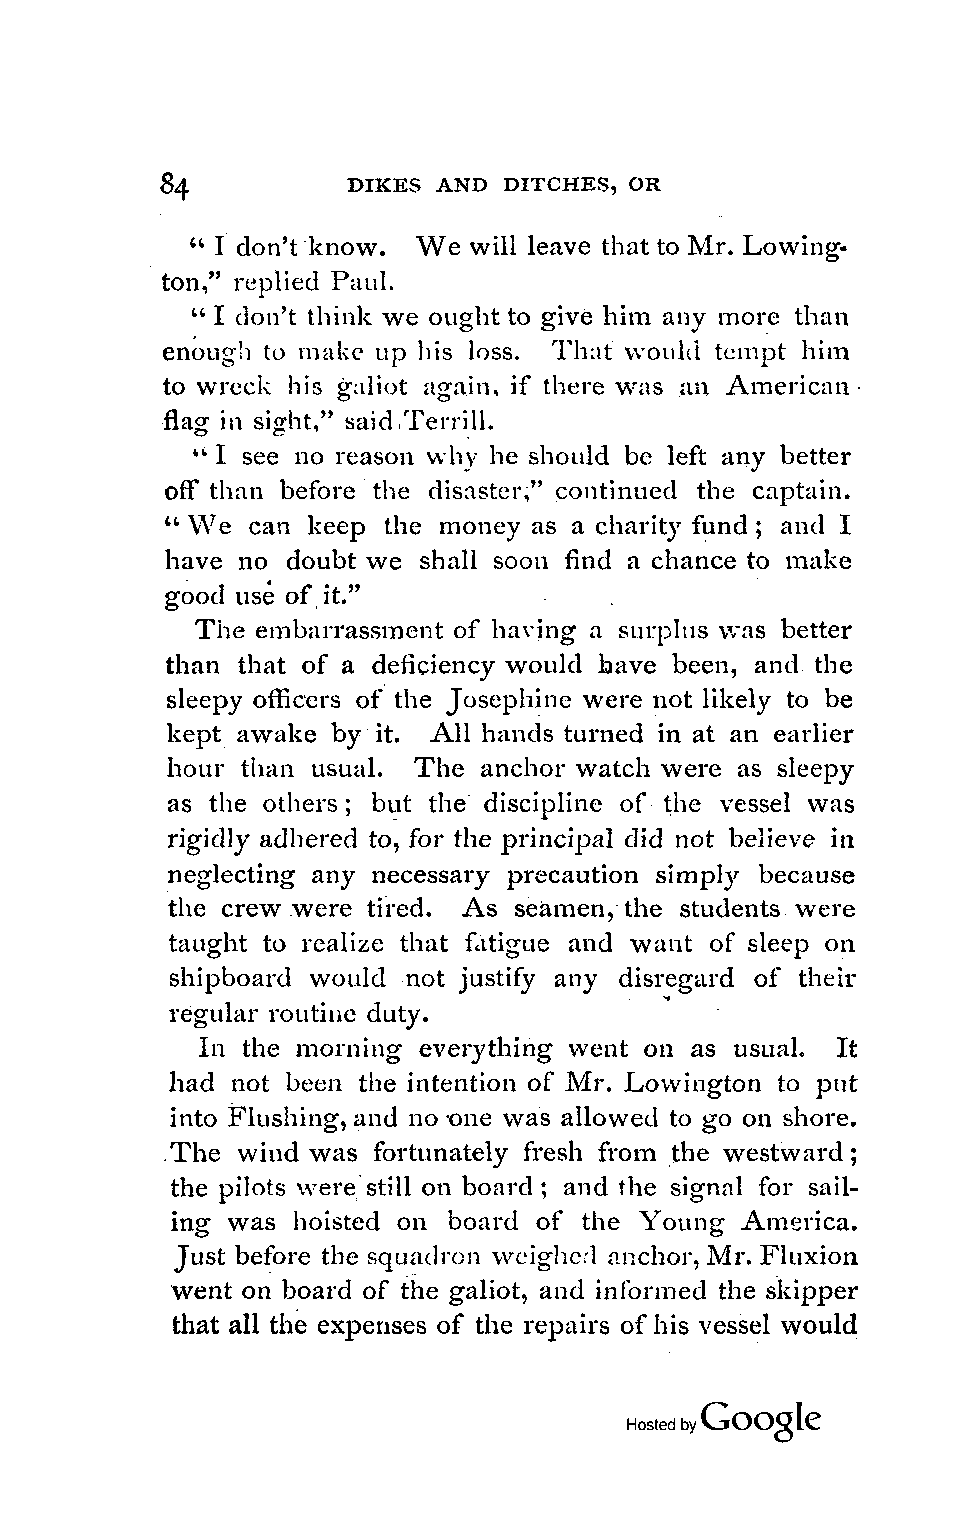 84 DIKES AND DITCHES, OR
“ I don’t know. We will leave that to Mr. Lowing-
ton,” replied Paul.
“ I don’t think we ought to give him any more than
enough to make up his loss. That would tempt him
to wreck his galiot again, if there was an American
flag in sight,” said Terrill.
“ I see no reason why he should be left any better
off than before the disaster,” continued the captain.
“ We can keep the money as a charity fund ; and I
have no doubt we shall soon find a chance to make
good use of it.”
The embarrassment of having a surplus was better
than that of a deficiency would have been, and the
sleepy officers of the Josephine were not likely to be
kept awake by it. All hands turned in at an earlier
hour than usual. The anchor watch were as sleepy
as the others ; but the discipline of the vessel was
rigidly adhered to, for the principal did not believe in
neglecting any necessary precaution simply because
the crew were tired. As seamen, the students were
taught to realize that fatigue and want of sleep on
shipboard would not justify any disregard of their
regular routine duty.
In the morning everything went on as usual. It
had not been the intention of Mr. Lowington to put
into Flushing, and no one was allowed to go on shore.
The wind was fortunately fresh from the westward ;
the pilots were still on board ; and the signal for sail-
ing was hoisted on board of the Young America.
Just before the squadron weighed anchor, Mr. Fluxion
went on board of the galiot, and informed the skipper
that all the expenses of the repairs of his vessel would
Hosted by Google